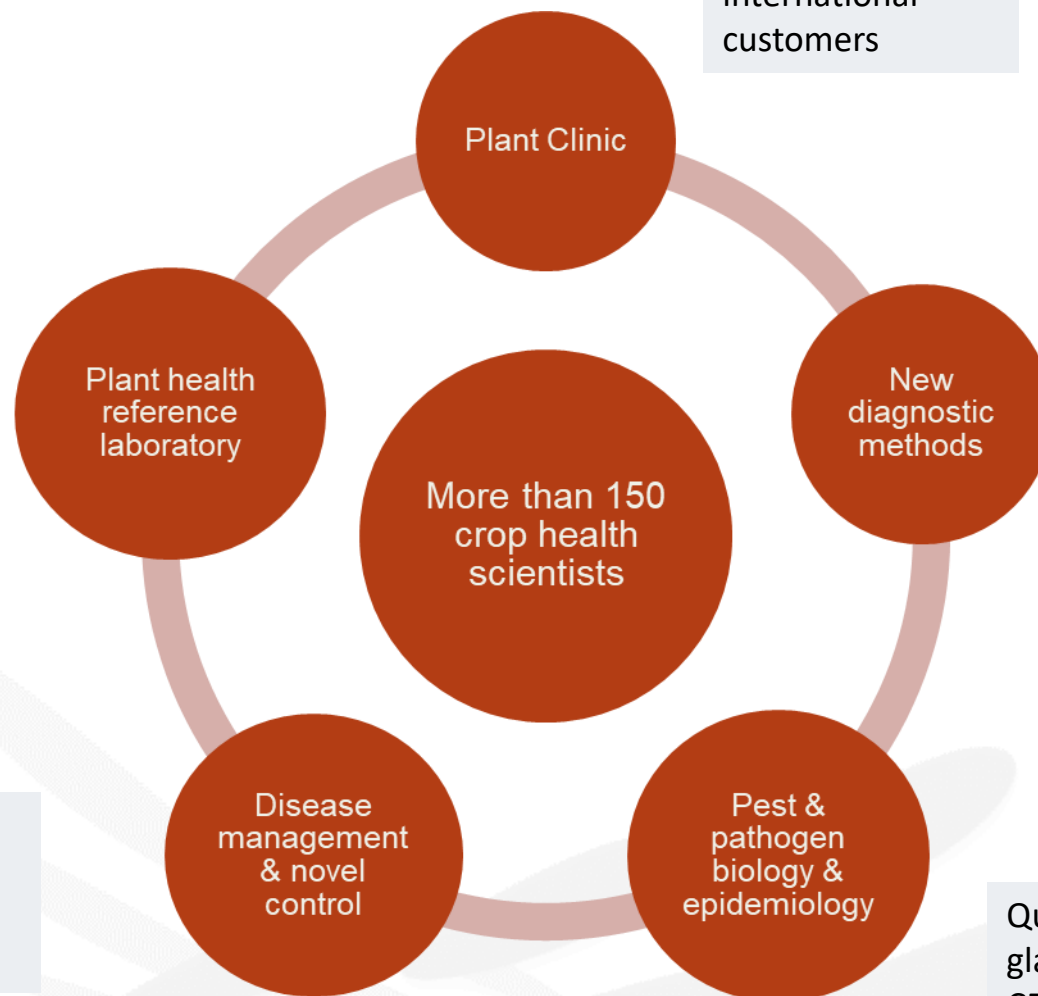 international
customers
Plant Clinic
New
diagnostic
methods
Plant health
reference
laboratory
More than 150
crop health
scientists
Disease
management
& novel
control
Pest &
pathogen
biology &
epidemiology